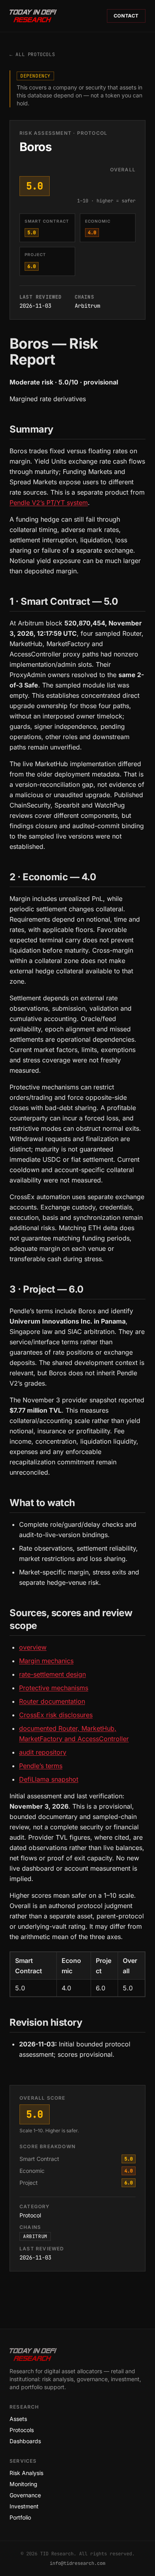 TODAY IN DEFI
RESEARCH
CONTACT
← ALL PROTOCOLS
DEPENDENCY
This covers a company or security that assets in
this database depend on — not a token you can
hold.
RISK ASSESSMENT · PROTOCOL
Boros
OVERALL
5.0
1–10 · higher = safer
SMART CONTRACT
5.0
ECONOMIC
4.0
PROJECT
6.0
LAST REVIEWED
2026-11-03
CHAINS
Arbitrum
Boros — Risk
Report
Moderate risk · 5.0/10 · provisional
Margined rate derivatives
Summary
Boros trades fixed versus floating rates on
margin. Yield Units exchange rate cash flows
through maturity; Funding Markets and
Spread Markets expose users to different
rates. This is a separate product from
Pendle V2's PT/YT system.
A funding hedge can still fail through
collateral timing, adverse mark rates,
settlement interruption, liquidation, loss
sharing or failure of a separate exchange.
Notional yield exposure can be much larger
than deposited margin.
1 · Smart Contract — 5.0
At Arbitrum block 520,870,454, November
3, 2026, 12:17:59 UTC, four sampled Router,
MarketHub, MarketFactory and
AccessController proxy paths had nonzero
implementation/admin slots. Their
ProxyAdmin owners resolved to the same 2-
of-3 Safe. The sampled module list was
empty. This establishes concentrated direct
upgrade ownership for those four proxies,
without an interposed owner timelock;
guards, signer independence, pending
operations, other roles and downstream
paths remain unverified.
The live MarketHub implementation differed
from the older deployment metadata. That is
a version-reconciliation gap, not evidence of
a malicious or unaudited upgrade. Published
ChainSecurity, Spearbit and WatchPug
reviews cover different components, but
findings closure and audited-commit binding
to the sampled live versions were not
established.
2 · Economic — 4.0
Margin includes unrealized PnL, while
periodic settlement changes collateral.
Requirements depend on notional, time and
rates, with applicable floors. Favorable
expected terminal carry does not prevent
liquidation before maturity. Cross-margin
within a collateral zone does not make
external hedge collateral available to that
zone.
Settlement depends on external rate
observations, submission, validation and
cumulative accounting. Oracle/feed
availability, epoch alignment and mixed
settlements are operational dependencies.
Current market factors, limits, exemptions
and stress coverage were not freshly
measured.
Protective mechanisms can restrict
orders/trading and force opposite-side
closes with bad-debt sharing. A profitable
counterparty can incur a forced loss, and
restricted modes can obstruct position
reduction. Withdrawals and finalization are
distinct; maturity is not guaranteed
immediate USDC or fiat settlement. Current
cooldown and account-specific collateral
availability were not measured.
CrossEx automation uses separate exchange
accounts. Exchange custody, credentials,
execution, basis and synchronization remain
material risks. Matching ETH delta does not
guarantee matching funding periods,
adequate margin on each venue or
transferable cash during stress.
3 · Project — 6.0
Pendle's terms include Boros and identify
Univerum Innovations Inc. in Panama,
Singapore law and SIAC arbitration. They are
service/interface terms rather than
guarantees of rate positions or exchange
credit. The shared developer context is
relevant, but Boros does not inherit Pendle
V2's grades.
The November 3 provider snapshot reported
$7.77 million TVL. This measures
collateral/accounting scale rather than yield
notional, insurance or profitability. Fee
income, concentration, liquidation liquidity,
expenses and any enforceable
recapitalization commitment remain
unreconciled.
What to watch
• Complete role/guard/delay checks and
audit-to-live-version bindings.
• Rate observations, settlement reliability,
market restrictions and loss sharing.
• Market-specific margin, stress exits and
separate hedge-venue risk.
Sources, scores and review
scope
• overview
• Margin mechanics
• rate-settlement design
• Protective mechanisms
• Router documentation
• CrossEx risk disclosures
• documented Router, MarketHub,
MarketFactory and AccessController
• audit repository
• Pendle's terms
• DefiLlama snapshot
Initial assessment and last verification:
November 3, 2026. This is a provisional,
bounded documentary and sampled-chain
review, not a complete security or financial
audit. Provider TVL figures, where cited, are
dated observations rather than live balances,
net flows or proof of exit capacity. No new
live dashboard or account measurement is
implied.
Higher scores mean safer on a 1–10 scale.
Overall is an authored protocol judgment
rather than a separate asset, parent-protocol
or underlying-vault rating. It may differ from
the arithmetic mean of the three axes.
Smart
Contract
Econo
mic
Proje
ct
Over
all
5.0 4.0 6.0 5.0
Revision history
• 2026-11-03: Initial bounded protocol
assessment; scores provisional.
OVERALL SCORE
5.0
Scale 1–10. Higher is safer.
SCORE BREAKDOWN
Smart Contract 5.0
Economic 4.0
Project 6.0
CATEGORY
Protocol
CHAINS
ARBITRUM
LAST REVIEWED
2026-11-03
TODAY IN DEFI
RESEARCH
Research for digital asset allocators — retail and
institutional: risk analysis, governance, investment,
and portfolio support.
RESEARCH
Assets
Protocols
Dashboards
SERVICES
Risk Analysis
Monitoring
Governance
Investment
Portfolio
© 2026 TID Research. All rights reserved.
info@tidresearch.com